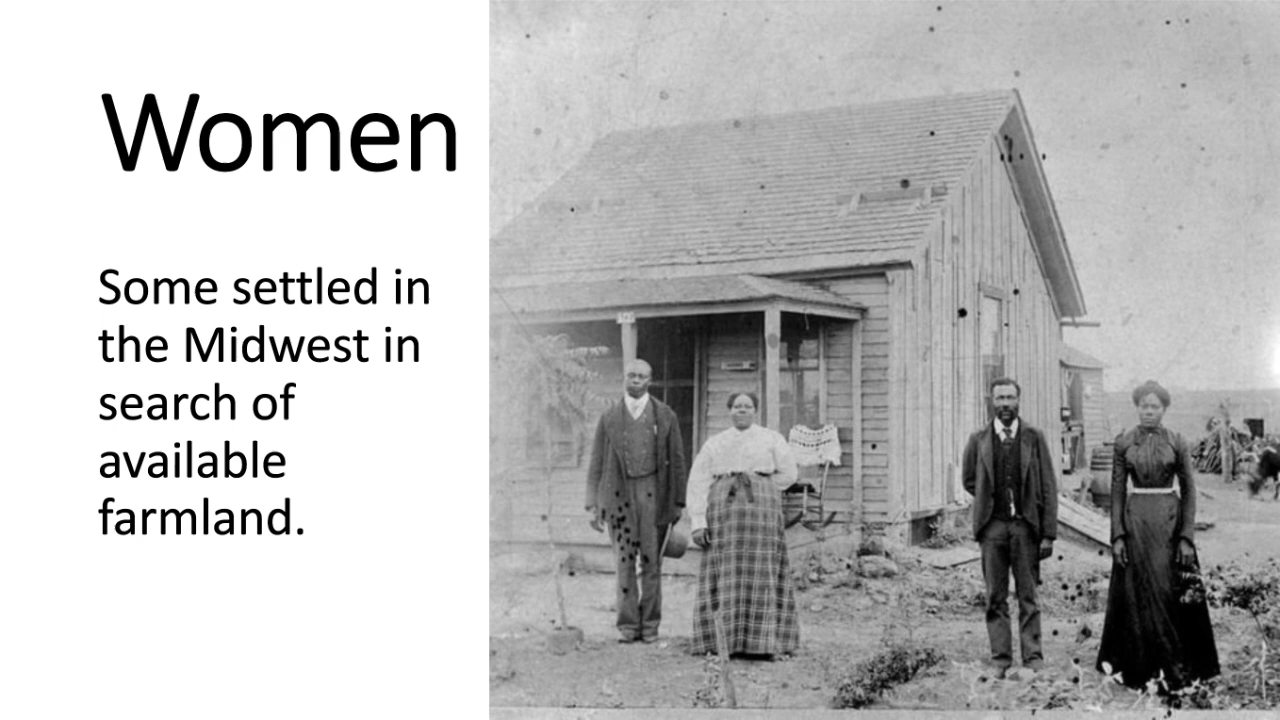 Women
Some settled in
the Midwest in
search of
available
farmland.